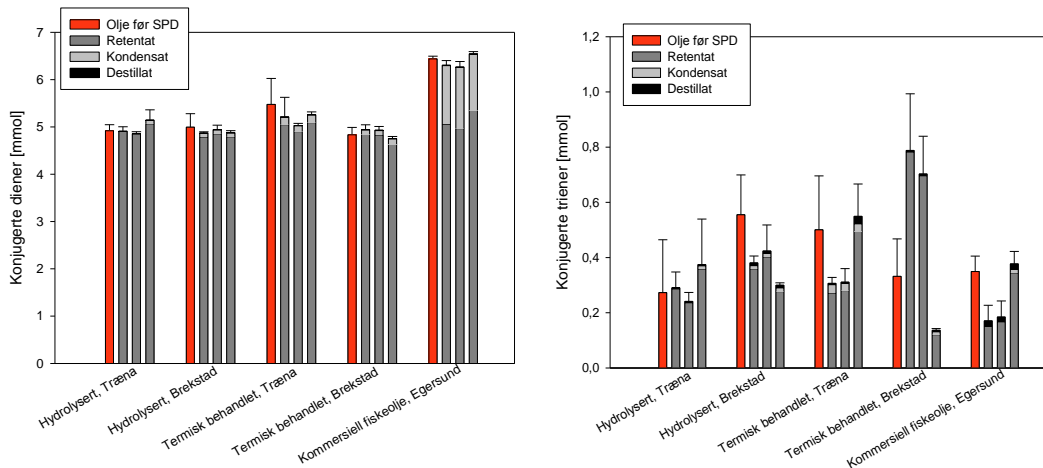 Konjugerte diener [mmol]
7
6
5
4
3
2
1
0
Olje før SPD
Retentat
Kondensat
Destillat
Hydrolysert, Træna
Hydrolysert, Brekstad
Termisk behandlet, Træna
Termisk behandlet, Brekstad
Kommersiell fiskeolje, Egersund
Konjugerte triener [mmol]
1,2
1,0
0,8
0,6
0,4
0,2
0,0
Olje før SPD
Retentat
Kondensat
Destillat
Hydrolysert, Træna
Hydrolysert, Brekstad
Termisk behandlet, Træna
Termisk behandlet, Brekstad
Kommersiell fiskeolje, Egersund